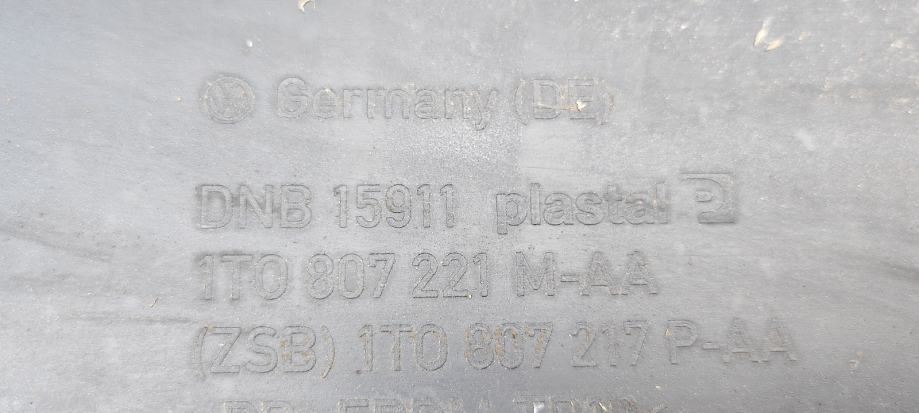 Germany (DE)
DNB 15911 plastal
1T0 807 221 M-AA
(ZSB) 1T0 807 217 P-AA